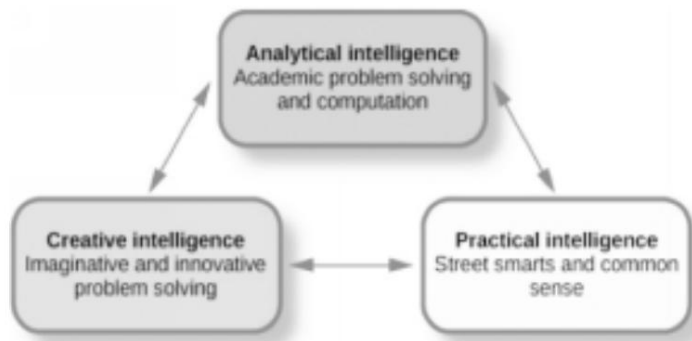 Analytical intelligence
Academic problem solving
and computation
Creative intelligence
Imaginative and innovative
problem solving
Practical intelligence
Street smarts and common
sense